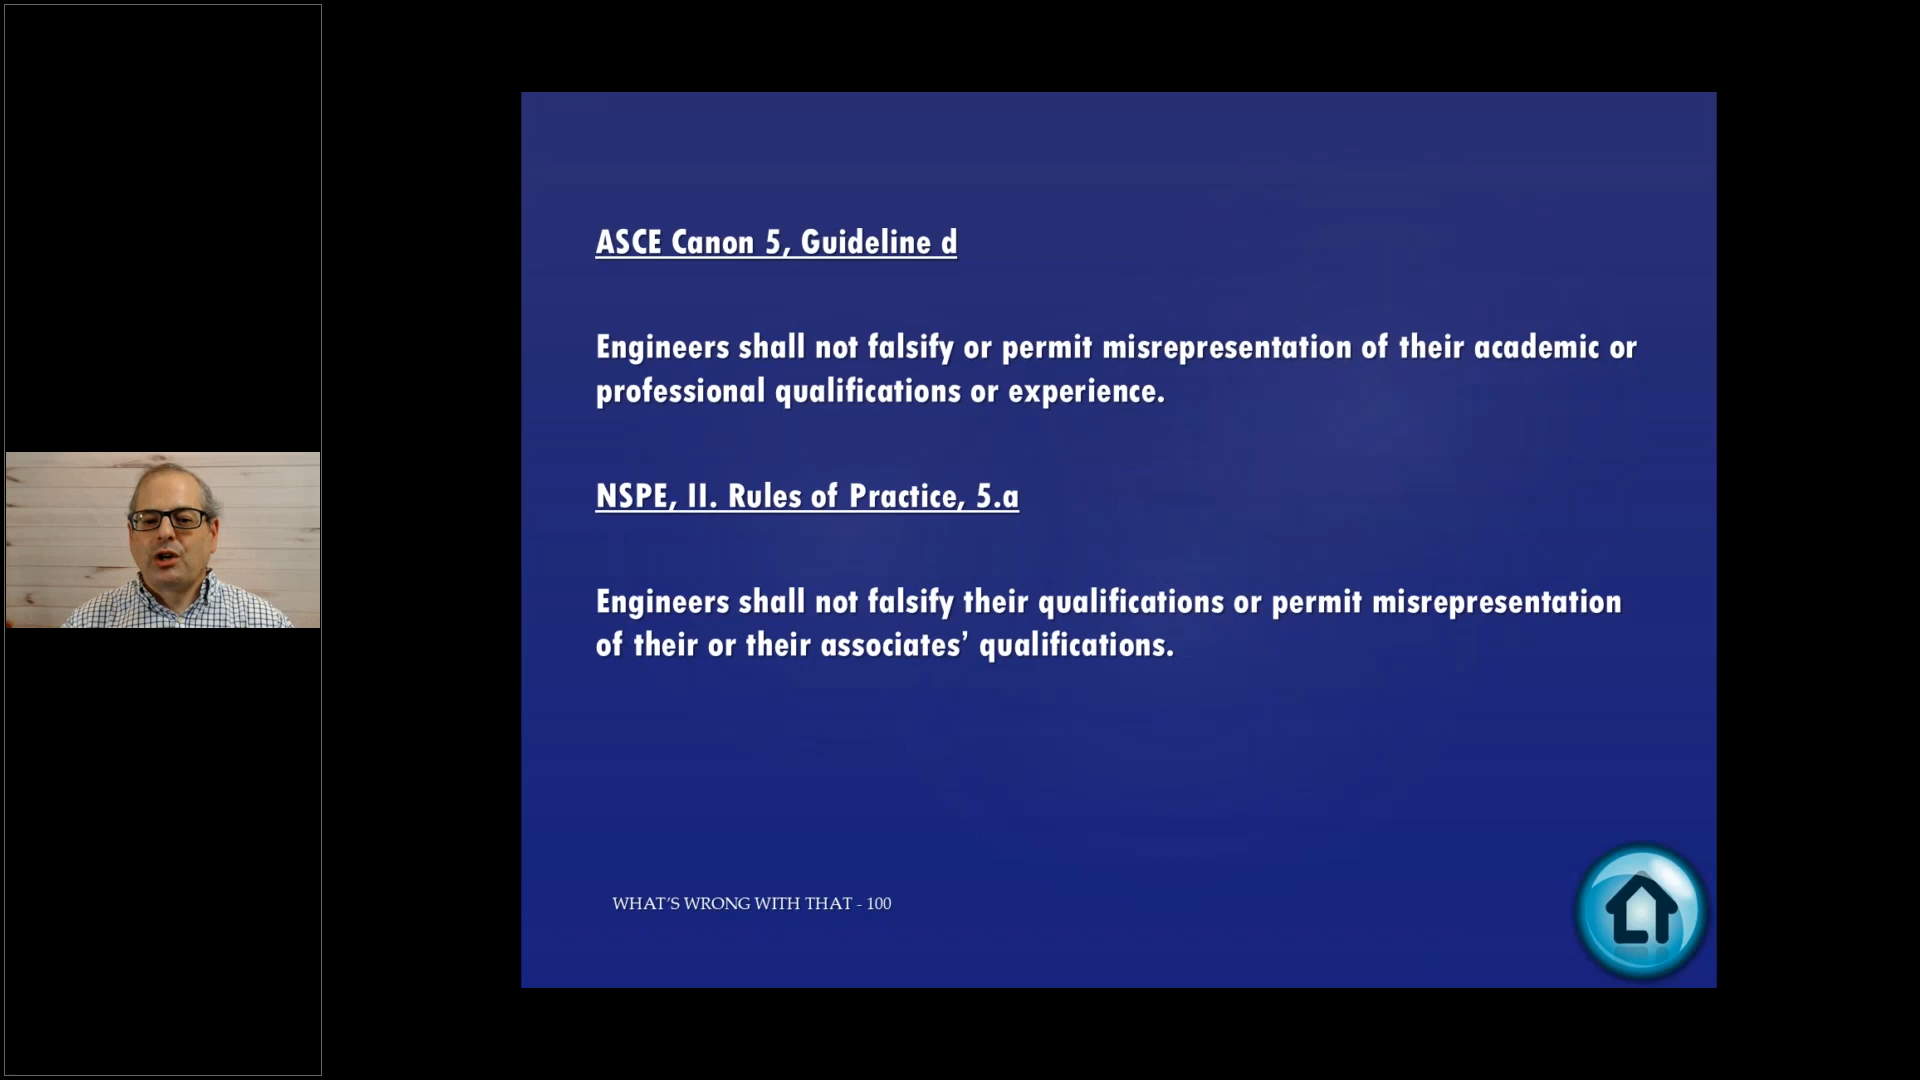 ASCE Canon 5, Guideline d
Engineers shall not falsify or permit misrepresentation of their academic or
professional qualifications or experience.
NSPE, II. Rules of Practice, 5.a
Engineers shall not falsify their qualifications or permit misrepresentation
of their or their associates’ qualifications.
WHAT’S WRONG WITH THAT - 100